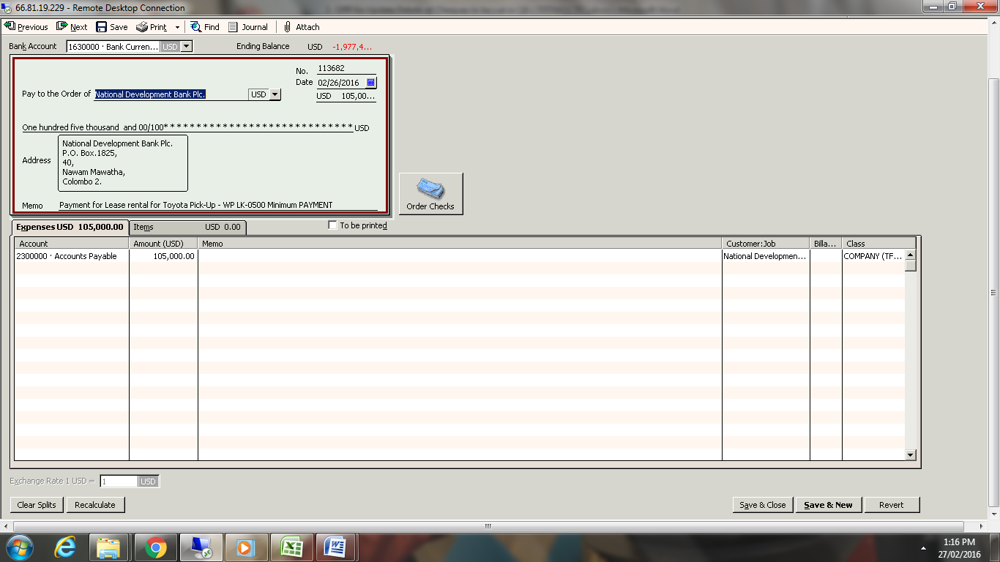 66.81.19.229 - Remote Desktop Connection
Previous Next Save Print Find Journal Attach
Bank Account 1630000 · Bank Curren... USD Ending Balance USD -1,977,4...
No. 113682
Date 02/26/2016
Pay to the Order of National Development Bank Plc. USD USD 105,00...
One hundred five thousand and 00/100* * * * * * * * * * * * * * * * * * * * * * * * * * * * * USD
National Development Bank Plc.
P.O. Box.1825,
Address 40,
Nawam Mawatha,
Colombo 2.
Memo Payment for Lease rental for Toyota Pick-Up - WP LK-0500 Minimum PAYMENT
Order Checks
Expenses USD 105,000.00 Items USD 0.00 To be printed
Account Amount (USD) Memo Customer:Job Billa... Class
2300000 · Accounts Payable 105,000.00 National Developmen... COMPANY (TF...
Exchange Rate 1 USD = 1 USD
Clear Splits Recalculate Save & Close Save & New Revert
1:16 PM
27/02/2016